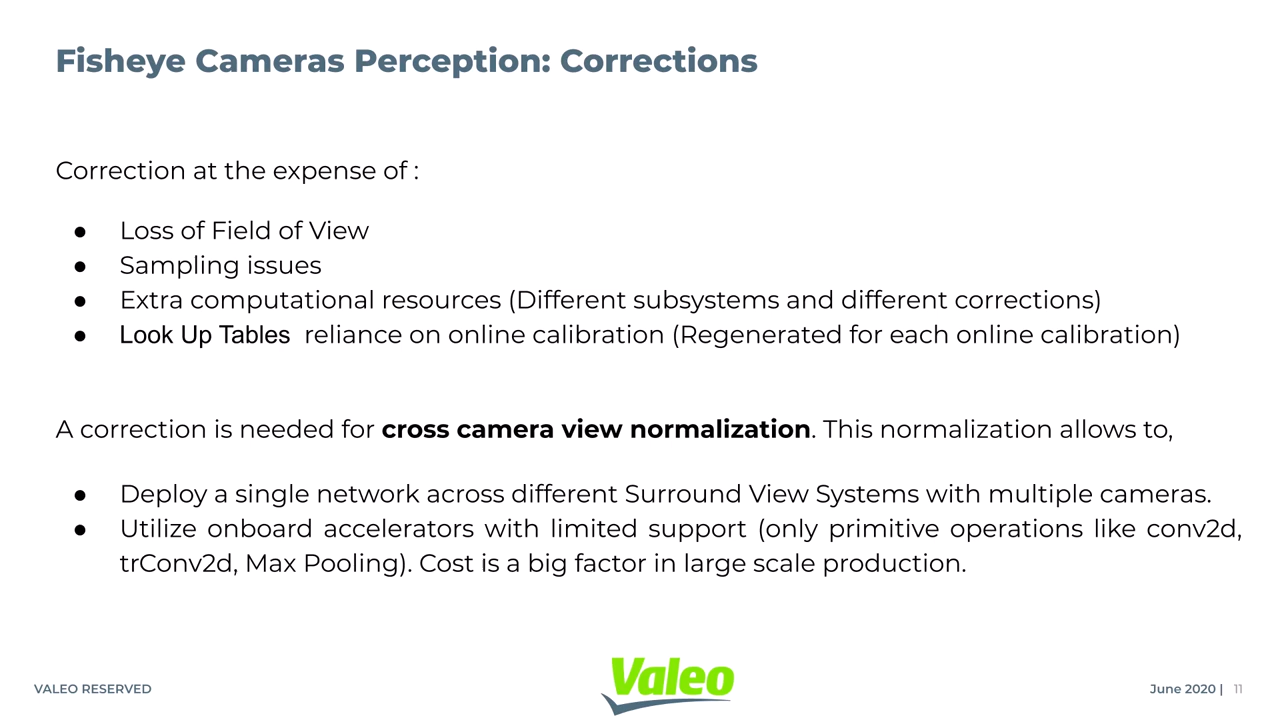 Fisheye Cameras Perception: Corrections
Correction at the expense of :
● Loss of Field of View
● Sampling issues
● Extra computational resources (Different subsystems and different corrections)
● Look Up Tables reliance on online calibration (Regenerated for each online calibration)
A correction is needed for cross camera view normalization. This normalization allows to,
● Deploy a single network across different Surround View Systems with multiple cameras.
● Utilize onboard accelerators with limited support (only primitive operations like conv2d,
trConv2d, Max Pooling). Cost is a big factor in large scale production.
VALEO RESERVED
Valeo
June 2020 | 11